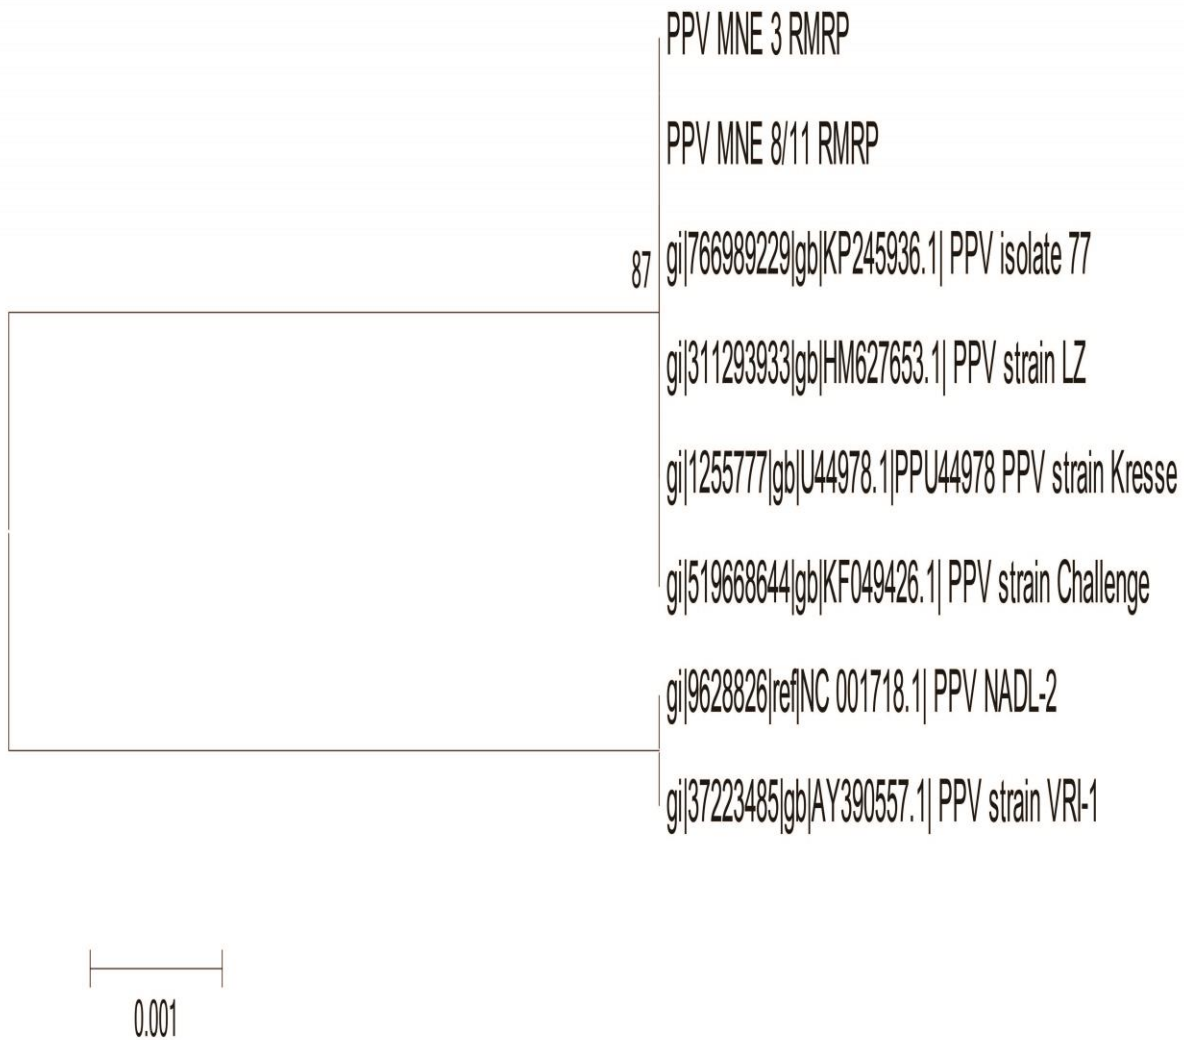 PPV MNE 3 RMRP
PPV MNE 8/11 RMRP
87
gi|766989229|gb|KP245936.1| PPV isolate 77
gi|311293933|gb|HM627653.1| PPV strain LZ
gi|1255777|gb|U44978.1|PPU44978 PPV strain Kresse
gi|519668644|gb|KF049426.1| PPV strain Challenge
gi|9628826|ref|NC 001718.1| PPV NADL-2
gi|37223485|gb|AY390557.1| PPV strain VRI-1
0.001